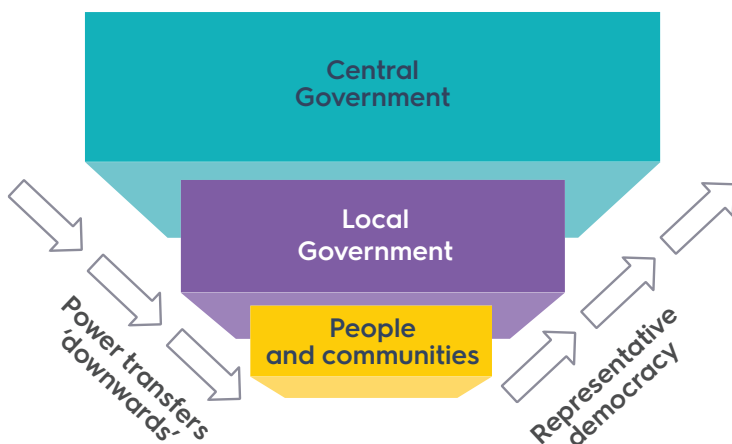 Central
Government
Local
Government
People
and communities
Power transfers
‘downwards’
Representative
democracy